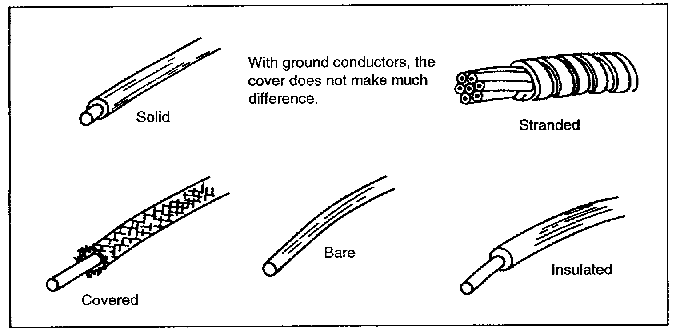 With ground conductors, the
cover does not make much
difference.
Solid
Stranded
Covered
Bare
Insulated